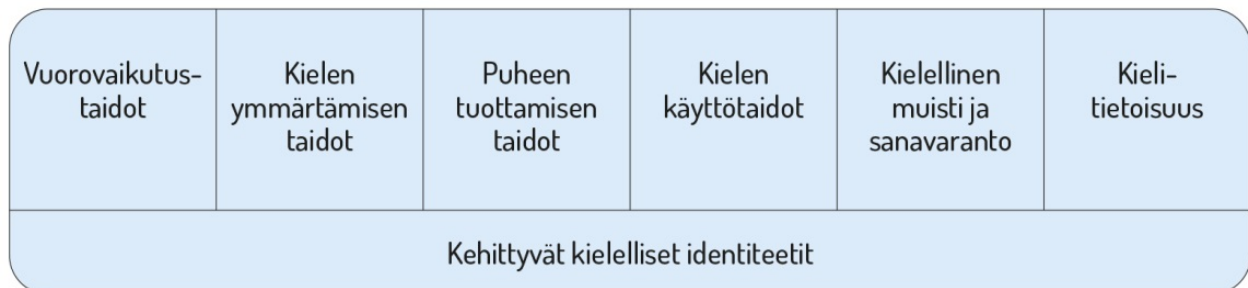 Vuorovaikutus-
taidot
Kielen
ymmärtämisen
taidot
Puheen
tuottamisen
taidot
Kielen
käyttötaidot
Kielellinen
muisti ja
sanavaranto
Kieli-
tietoisuus
Kehittyvät kielelliset identiteetit